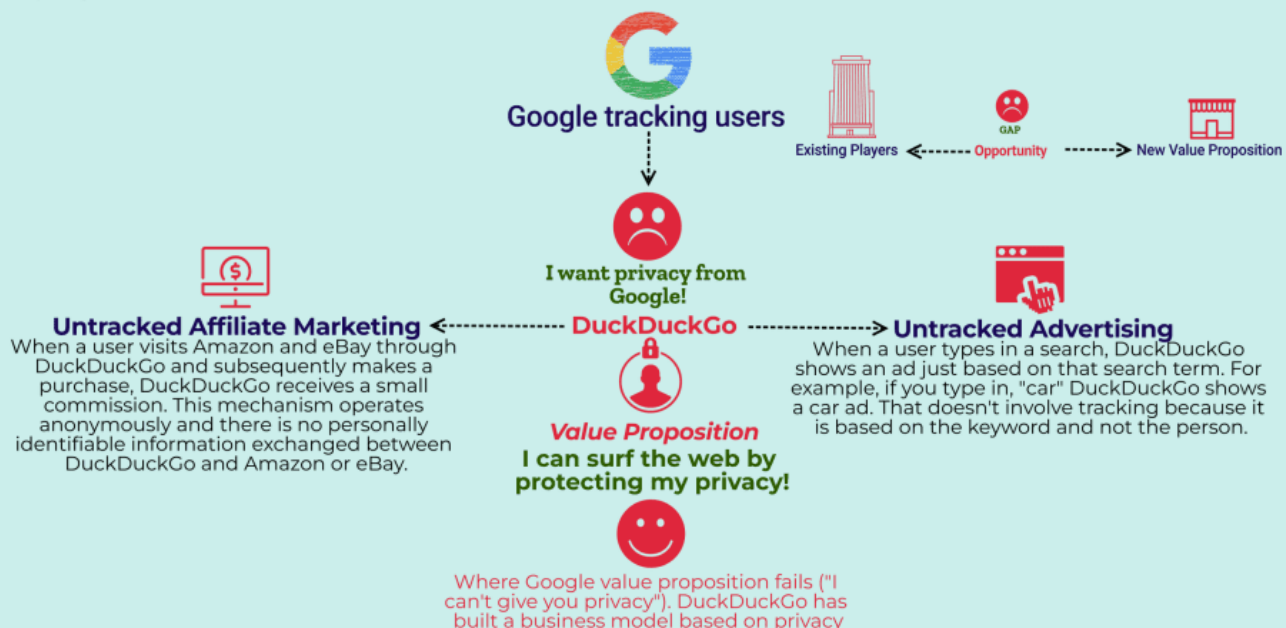 Google tracking users
GAP
Existing Players
Opportunity
New Value Proposition
I want privacy from
Google!
DuckDuckGo
Untracked Affiliate Marketing
When a user visits Amazon and eBay through
DuckDuckGo and subsequently makes a
purchase, DuckDuckGo receives a small
commission. This mechanism operates
anonymously and there is no personally
identifiable information exchanged between
DuckDuckGo and Amazon or eBay.
Untracked Advertising
When a user types in a search, DuckDuckGo
shows an ad just based on that search term. For
example, if you type in, "car" DuckDuckGo shows
a car ad. That doesn't involve tracking because it
is based on the keyword and not the person.
Value Proposition
I can surf the web by
protecting my privacy!
Where Google value proposition fails ("I
can't give you privacy"). DuckDuckGo has
built a business model based on privacy